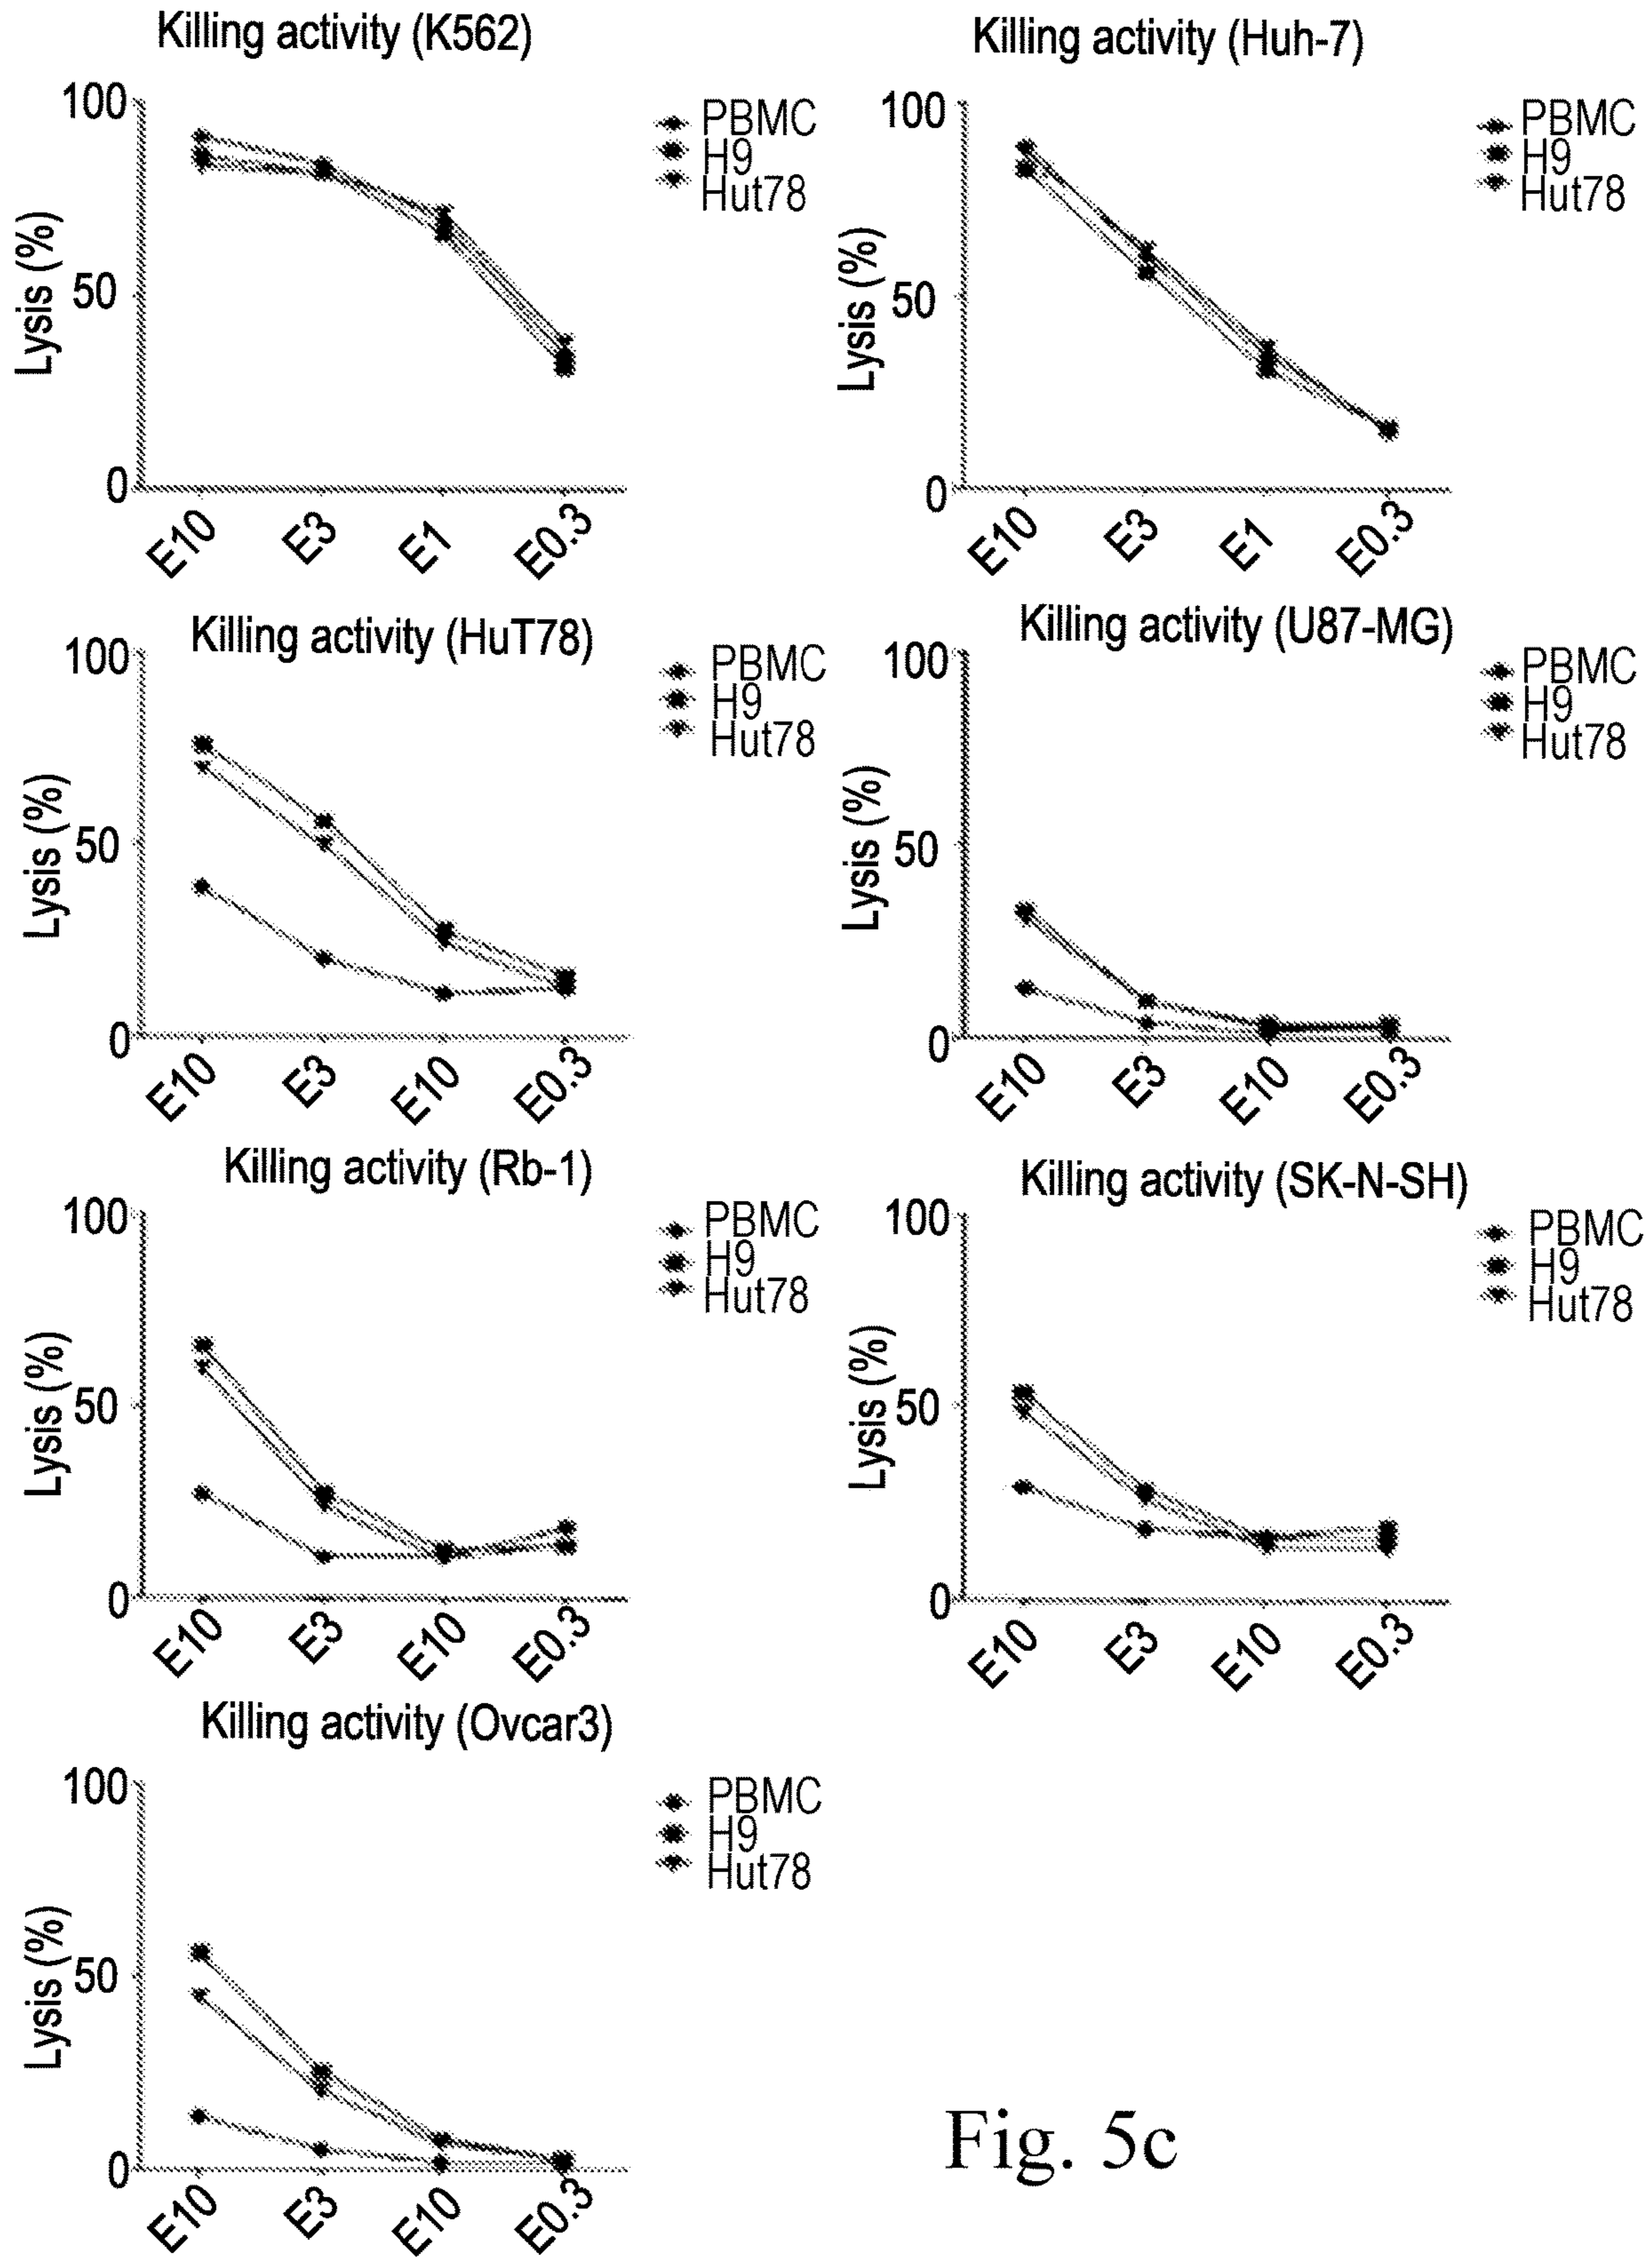 Killing activity (K562)
100
50
0
Lysis (%)
PBMC
H9
Hut78
E10
E3
E1
E0.3
Killing activity (Huh-7)
100
50
0
Lysis (%)
PBMC
H9
Hut78
E10
E3
E1
E0.3
Killing activity (HuT78)
100
50
0
Lysis (%)
PBMC
H9
Hut78
E10
E3
E10
E0.3
Killing activity (U87-MG)
100
50
0
Lysis (%)
PBMC
H9
Hut78
E10
E3
E10
E0.3
Killing activity (Rb-1)
100
50
0
Lysis (%)
PBMC
H9
Hut78
E10
E3
E10
E0.3
Killing activity (SK-N-SH)
100
50
0
Lysis (%)
PBMC
H9
Hut78
E10
E3
E10
E0.3
Killing activity (Ovcar3)
100
50
0
Lysis (%)
PBMC
H9
Hut78
E10
E3
E10
E0.3
Fig. 5c